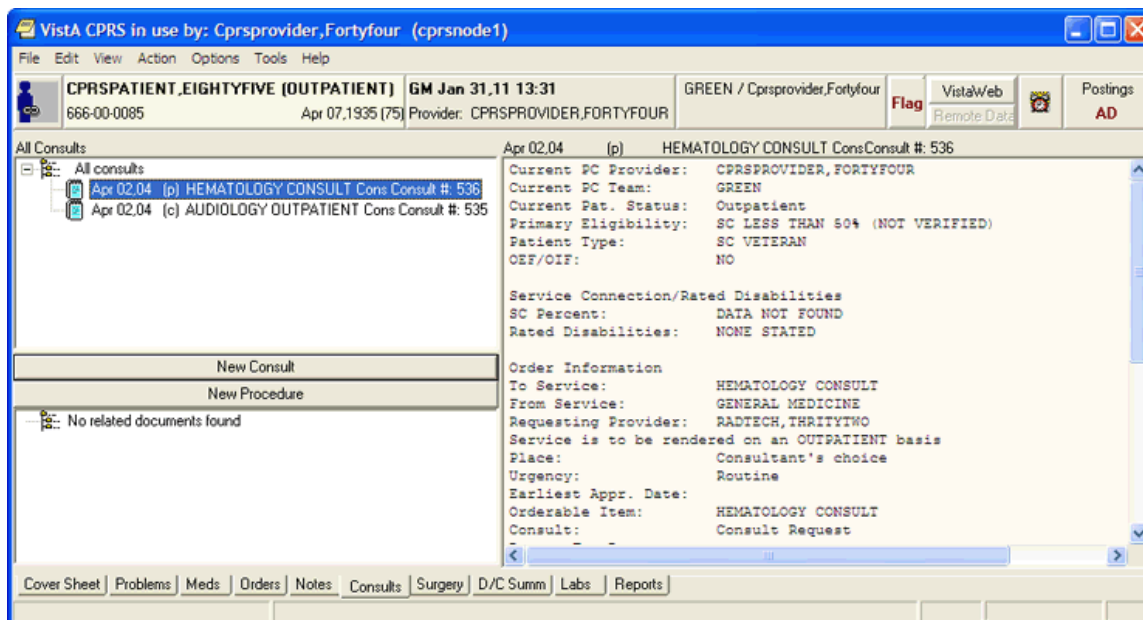 VistA CPRS in use by: Cprsprovider,Fortyfour (cprsnode1)
File Edit View Action Options Tools Help
CPRSPATIENT,EIGHTYFIVE (OUTPATIENT) GM Jan 31,11 13:31 GREEN / Cprsprovider,Fortyfour Flag VistaWeb Postings
666-00-0085 Apr 07,1935 (75) Provider: CPRSPROVIDER,FORTYFOUR Remote Data AD
All Consults
All consults
Apr 02,04 (p) HEMATOLOGY CONSULT Cons Consult #: 536
Apr 02,04 (c) AUDIOLOGY OUTPATIENT Cons Consult #: 535
New Consult
New Procedure
No related documents found
Apr 02,04 (p) HEMATOLOGY CONSULT ConsConsult #: 536
Current PC Provider: CPRSPROVIDER,FORTYFOUR
Current PC Team: GREEN
Current Pat. Status: Outpatient
Primary Eligibility: SC LESS THAN 50% (NOT VERIFIED)
Patient Type: SC VETERAN
OEF/OIF: NO
Service Connection/Rated Disabilities
SC Percent: DATA NOT FOUND
Rated Disabilities: NONE STATED
Order Information
To Service: HEMATOLOGY CONSULT
From Service: GENERAL MEDICINE
Requesting Provider: RADTECH,THRITYTWO
Service is to be rendered on an OUTPATIENT basis
Place: Consultant's choice
Urgency: Routine
Earliest Appr. Date:
Orderable Item: HEMATOLOGY CONSULT
Consult: Consult Request
Cover Sheet Problems Meds Orders Notes Consults Surgery D/C Summ Labs Reports